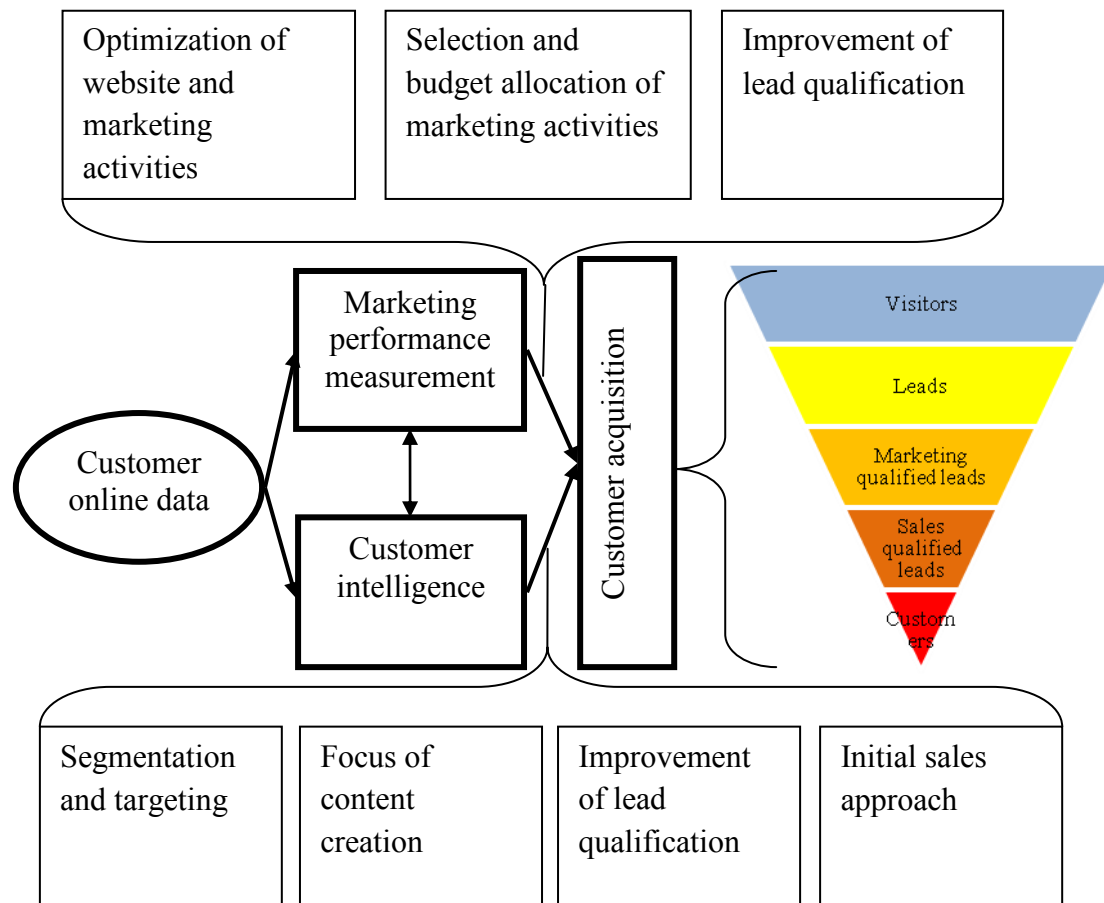 Optimization of
website and
marketing
activities
Selection and
budget allocation of
marketing activities
Improvement of
lead qualification
Marketing
performance
measurement
Customer
online data
Customer
intelligence
Customer acquisition
Visitors
Leads
Marketing
qualified leads
Sales
qualified
leads
Custom
ers
Segmentation
and targeting
Focus of
content
creation
Improvement
of lead
qualification
Initial sales
approach